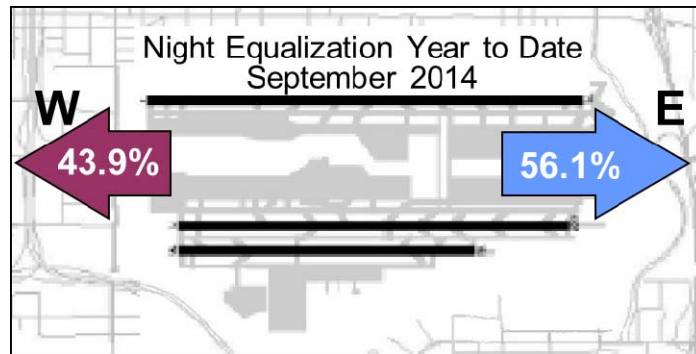 Night Equalization Year to Date
September 2014
W
E
43.9%
56.1%